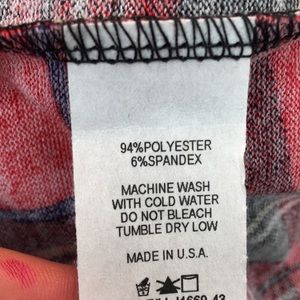 94%POLYESTER
6%SPANDEX
MACHINE WASH
WITH COLD WATER
DO NOT BLEACH
TUMBLE DRY LOW
MADE IN U.S.A.